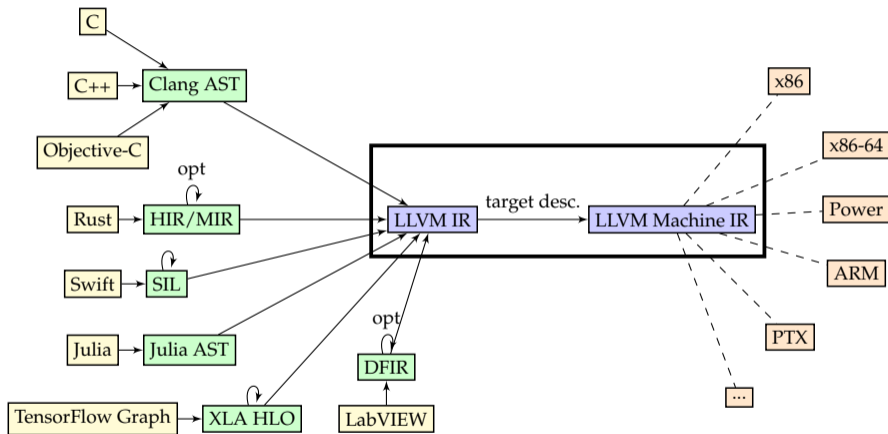 C
C++
Clang AST
x86
Objective-C
opt
x86-64
Rust
HIR/MIR
LLVM IR
target desc.
LLVM Machine IR
Power
Swift
SIL
ARM
Julia
Julia AST
opt
DFIR
PTX
TensorFlow Graph
XLA HLO
LabVIEW
...